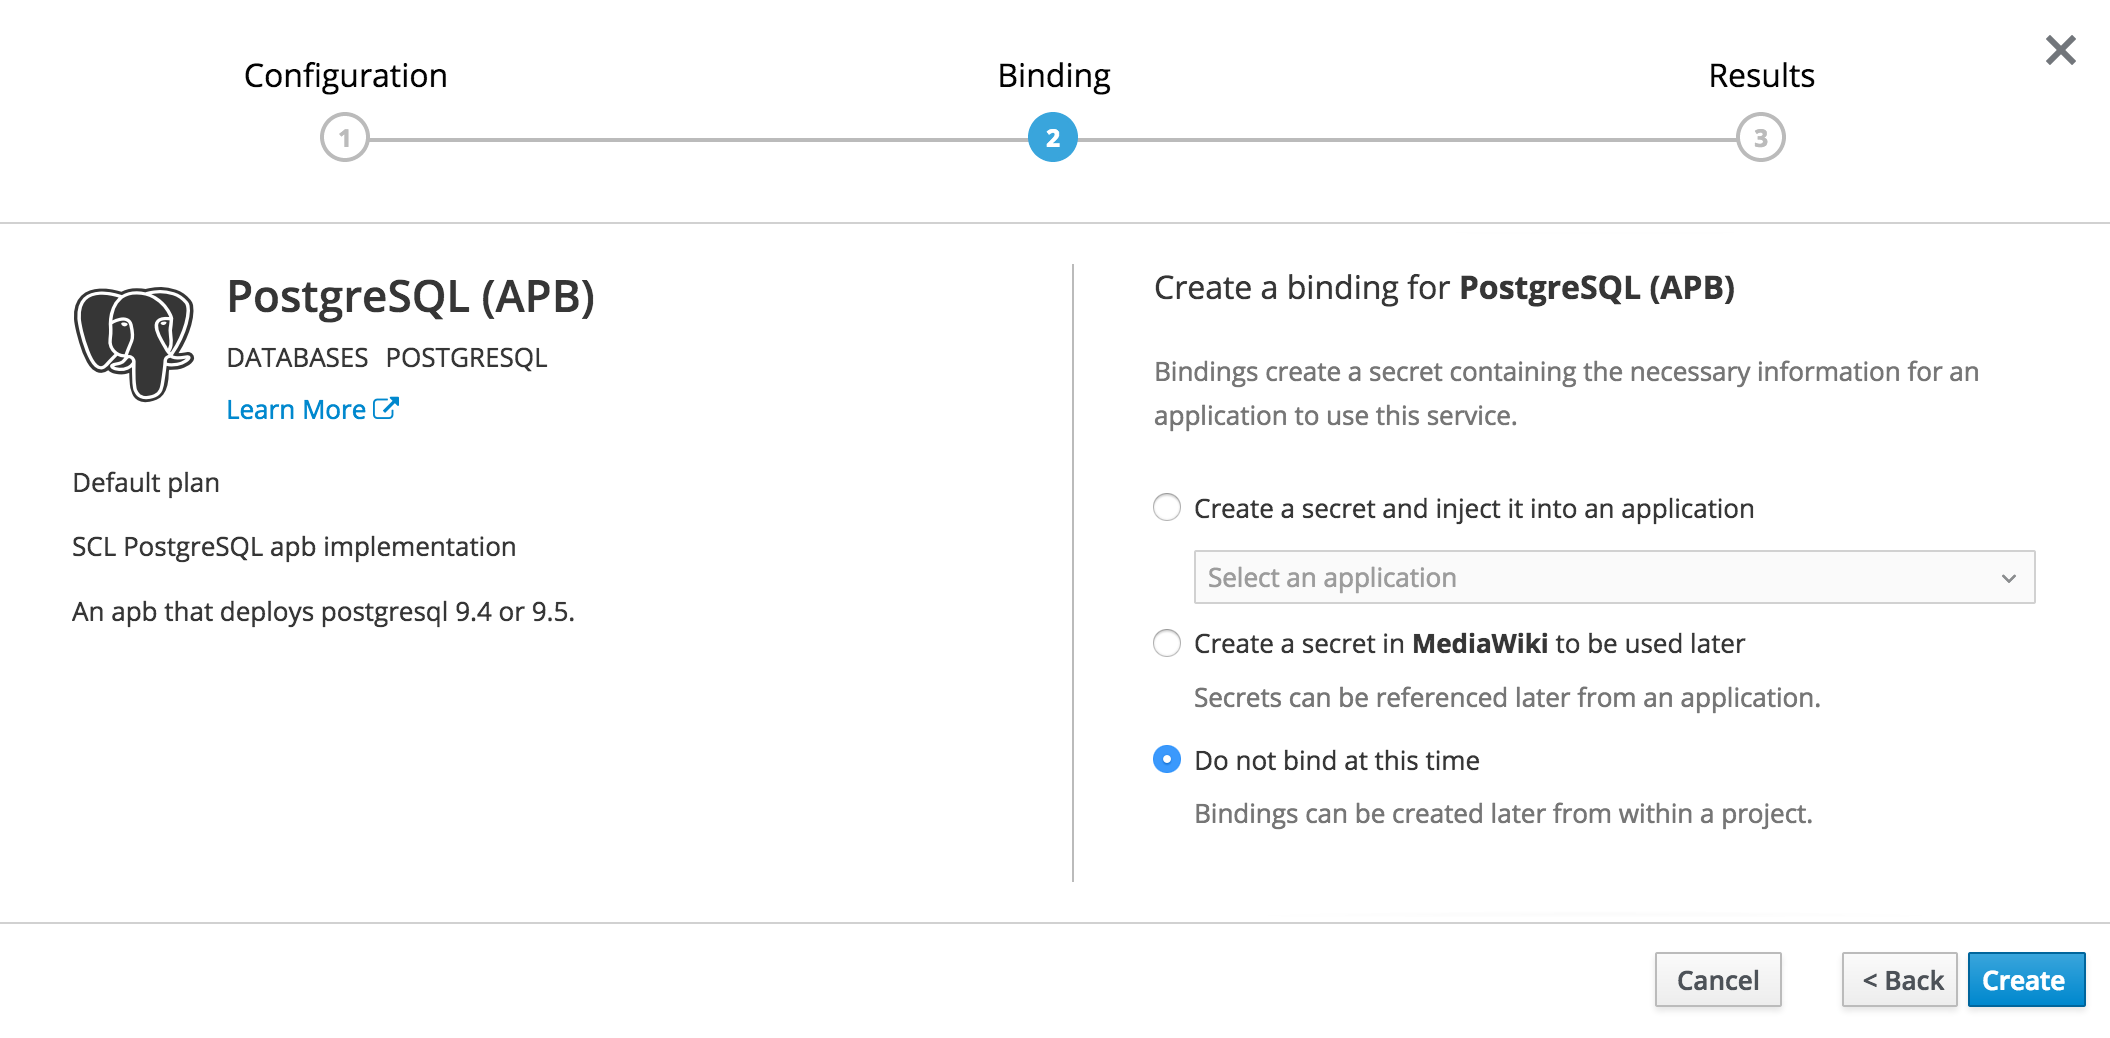 Configuration
Binding
Results
1
2
3
PostgreSQL (APB)
DATABASES POSTGRESQL
Learn More
Default plan
SCL PostgreSQL apb implementation
An apb that deploys postgresql 9.4 or 9.5.
Create a binding for PostgreSQL (APB)
Bindings create a secret containing the necessary information for an
application to use this service.
Create a secret and inject it into an application
Select an application
Create a secret in MediaWiki to be used later
Secrets can be referenced later from an application.
Do not bind at this time
Bindings can be created later from within a project.
Cancel
< Back
Create